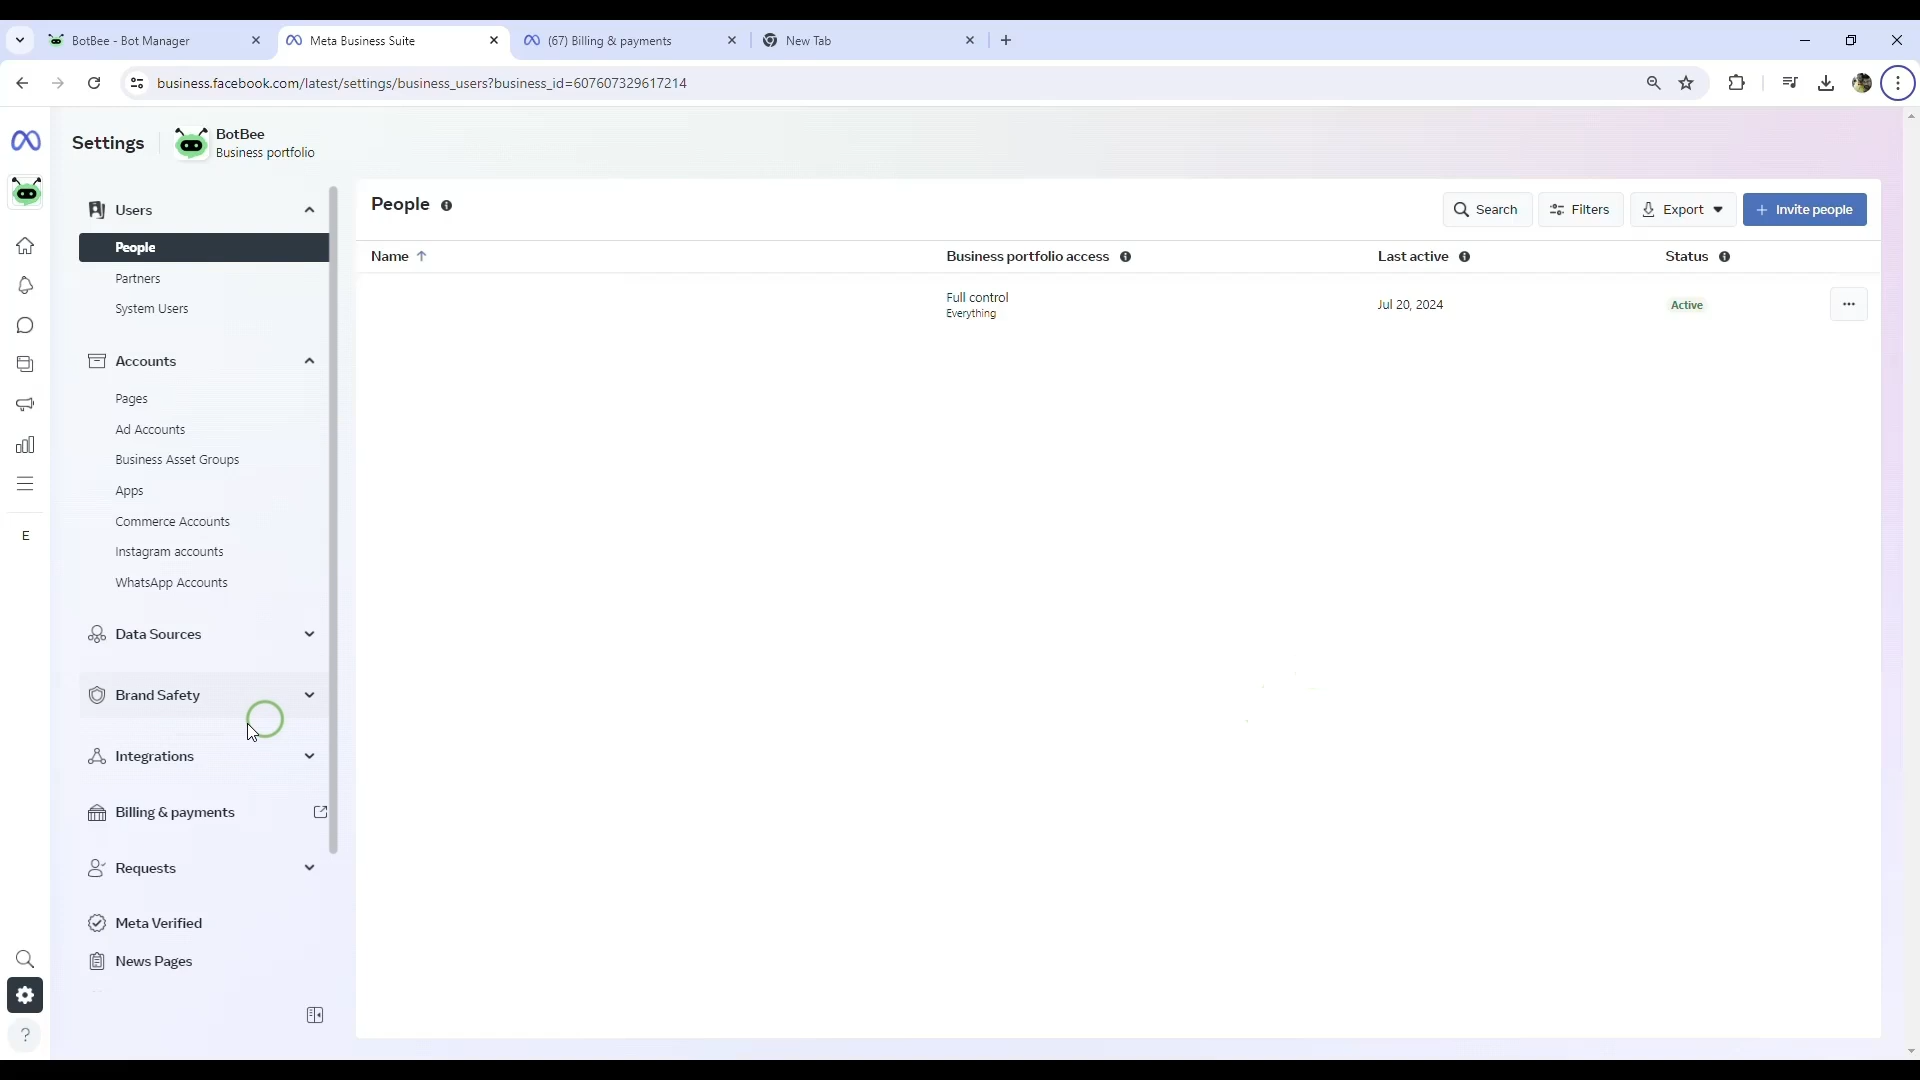 BotBee - Bot Manager
Meta Business Suite
(67) Billing & payments
New Tab
business.facebook.com/latest/settings/business_users?business_id=607607329617214
Settings
BotBee
Business portfolio
Users
People
Partners
System Users
Accounts
Pages
Ad Accounts
Business Asset Groups
Apps
Commerce Accounts
Instagram accounts
WhatsApp Accounts
Data Sources
Brand Safety
Integrations
Billing & payments
Requests
Meta Verified
News Pages
E
?
People
Search
Filters
Export
+ Invite people
Name
Business portfolio access
Last active
Status
Full control
Everything
Jul 20, 2024
Active